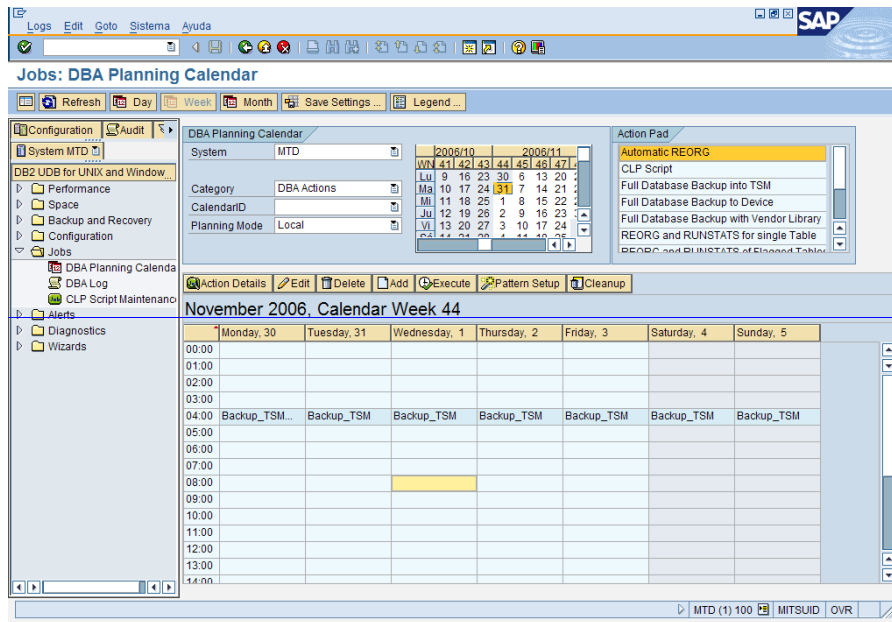 Logs Edit Goto Sistema Ayuda
SAP
Jobs: DBA Planning Calendar
Refresh Day Week Month Save Settings ... Legend ...
Configuration Audit
System MTD
DB2 UDB for UNIX and Window
Performance
Space
Backup and Recovery
Configuration
Jobs
DBA Planning Calenda
DBA Log
CLP Script Maintenanc
Alerts
Diagnostics
Wizards
DBA Planning Calendar
System MTD
Category DBA Actions
CalendarID
Planning Mode Local
2006/10 2006/11
WN 41 42 43 44 45 46 47
Lu 9 16 23 30 6 13 20
Ma 10 17 24 31 7 14 21
Mi 11 18 25 1 8 15 22
Ju 12 19 26 2 9 16 23
Vi 13 20 27 3 10 17 24
Action Pad
Automatic REORG
CLP Script
Full Database Backup into TSM
Full Database Backup to Device
Full Database Backup with Vendor Library
REORG and RUNSTATS for single Table
REORG and RUNSTATS of Flagged Tables
Action Details Edit Delete Add Execute Pattern Setup Cleanup
November 2006, Calendar Week 44
Monday, 30 Tuesday, 31 Wednesday, 1 Thursday, 2 Friday, 3 Saturday, 4 Sunday, 5
00:00
01:00
02:00
03:00
04:00 Backup_TSM... Backup_TSM Backup_TSM Backup_TSM Backup_TSM Backup_TSM Backup_TSM
05:00
06:00
07:00
08:00
09:00
10:00
11:00
12:00
13:00
14:00
MTD (1) 100 MITSUID OVR